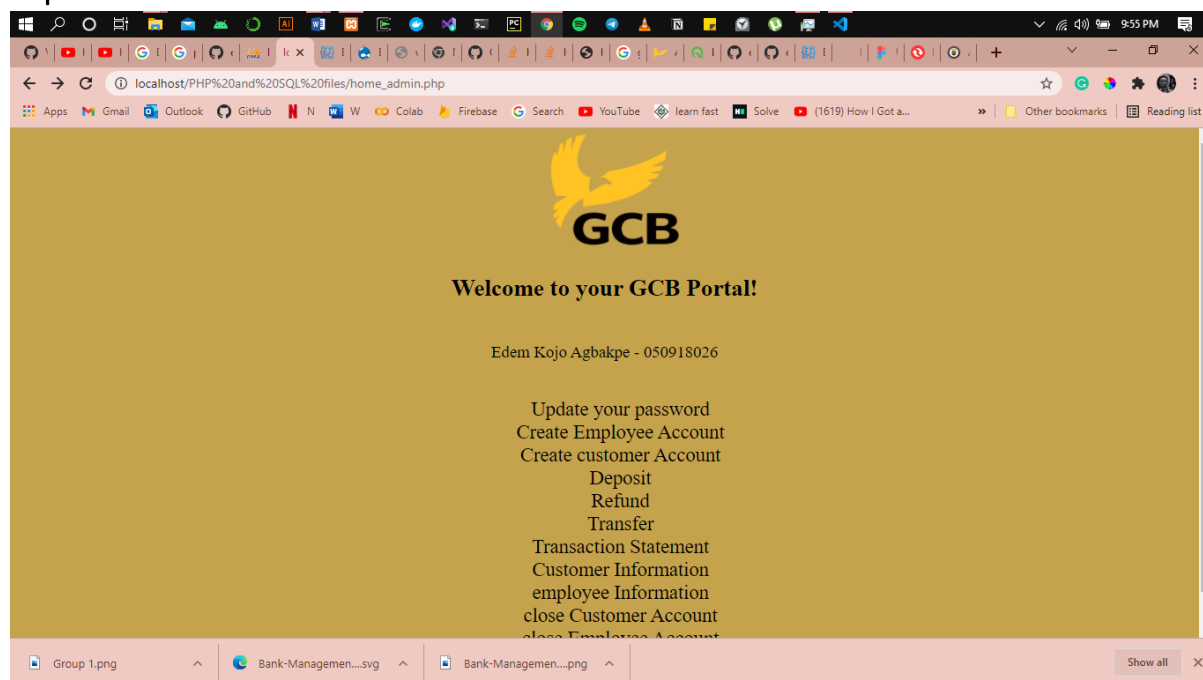 9:55 PM
localhost/PHP%20and%20SQL%20files/home_admin.php
Apps Gmail Outlook GitHub N W Colab Firebase Search YouTube learn fast Solve (1619) How I Got a... » Other bookmarks Reading list
GCB
Welcome to your GCB Portal!
Edem Kojo Agbakpe - 050918026
Update your password
Create Employee Account
Create customer Account
Deposit
Refund
Transfer
Transaction Statement
Customer Information
employee Information
close Customer Account
close Employee Account
Group 1.png Bank-Managemen....svg Bank-Managemen....png Show all